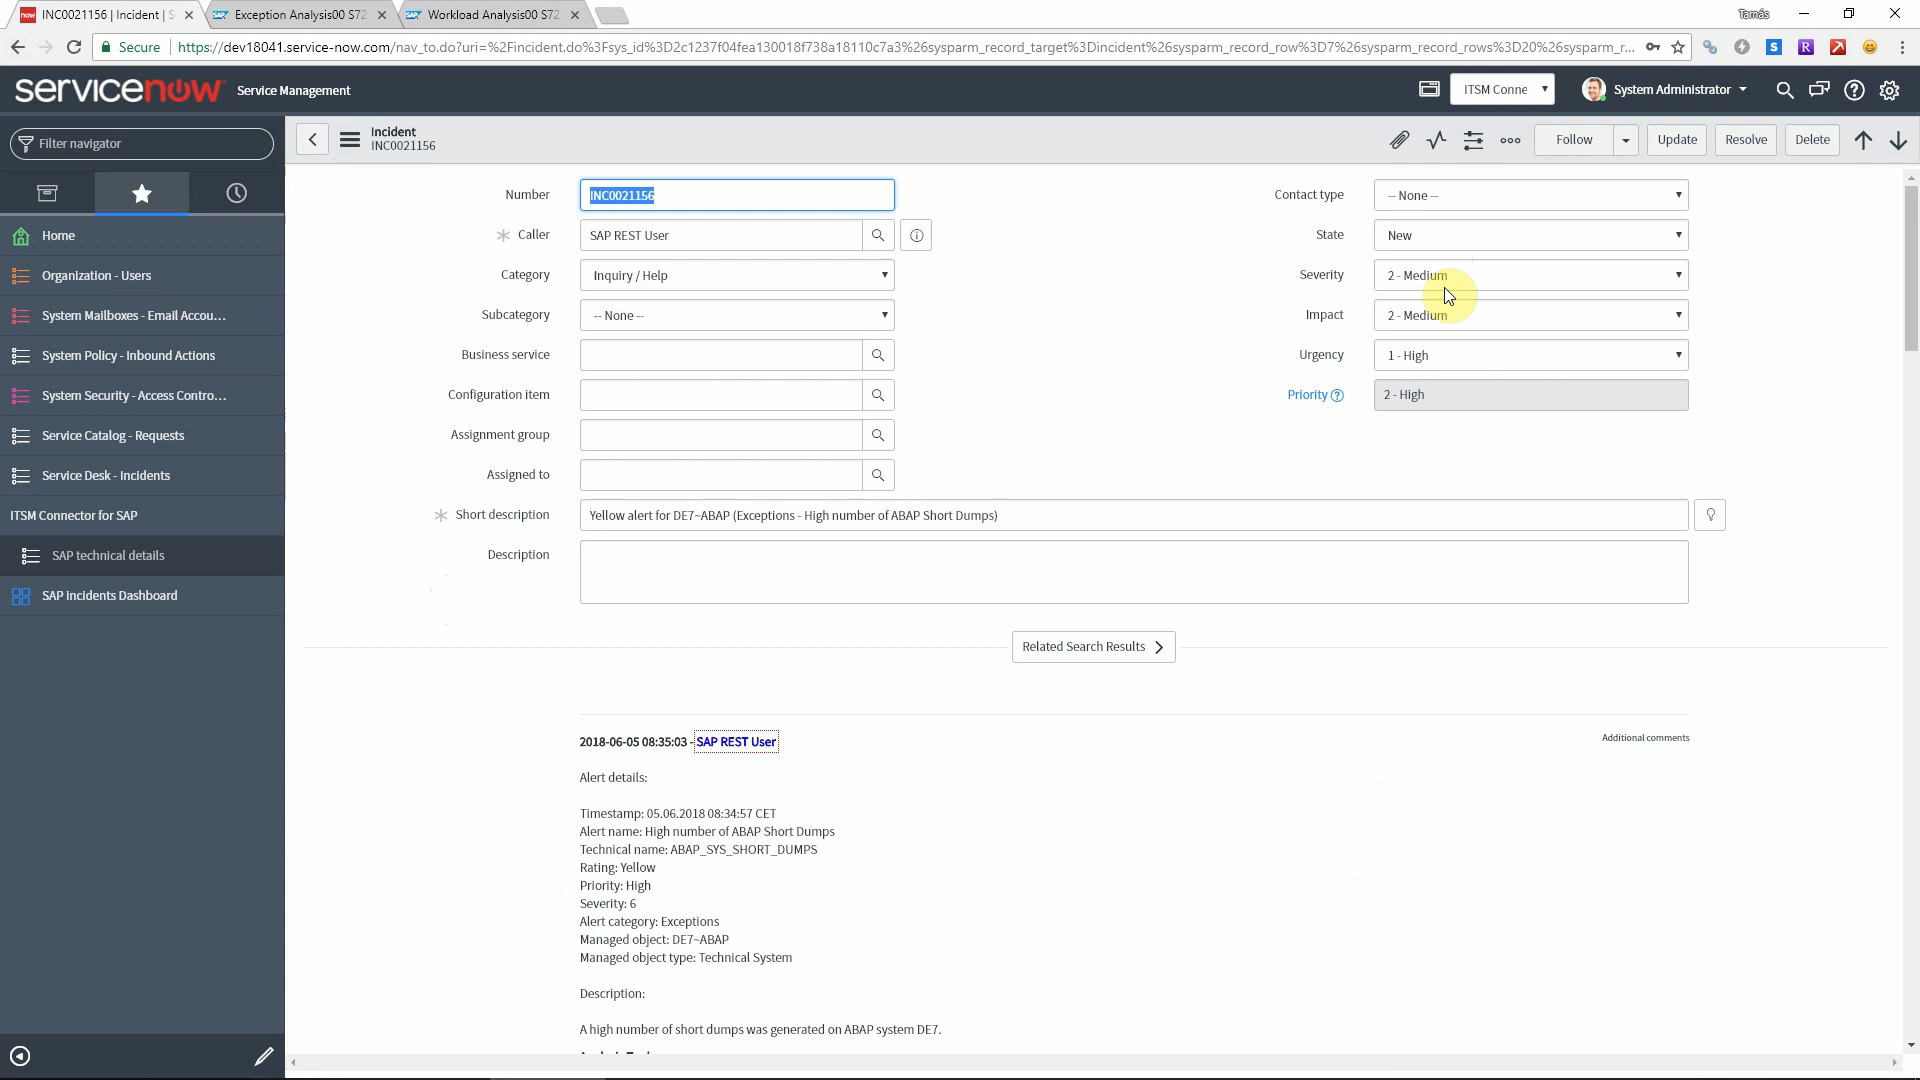 INC0021156 | Incident | S
Exception Analysis00 S72
Workload Analysis00 S72
Tamás
Secure
https://dev18041.service-now.com/nav_to.do?uri=%2Fincident.do%3Fsys_id%3D2c1237f04fea130018f738a18110c7a3%26sysparm_record_target%3Dincident%26sysparm_record_row%3D7%26sysparm_record_rows%3D20%26sysparm_r...
servicenow Service Management
ITSM Conne
System Administrator
Filter navigator
Incident
INC0021156
Follow
Update
Resolve
Delete
Home
Organization - Users
System Mailboxes - Email Accou...
System Policy - Inbound Actions
System Security - Access Contro...
Service Catalog - Requests
Service Desk - Incidents
ITSM Connector for SAP
SAP technical details
SAP Incidents Dashboard
Number INC0021156
Caller SAP REST User
Category Inquiry / Help
Subcategory -- None --
Business service
Configuration item
Assignment group
Assigned to
Contact type -- None --
State New
Severity 2 - Medium
Impact 2 - Medium
Urgency 1 - High
Priority 2 - High
Short description Yellow alert for DE7~ABAP (Exceptions - High number of ABAP Short Dumps)
Description
Related Search Results
2018-06-05 08:35:03 - SAP REST User
Additional comments
Alert details:
Timestamp: 05.06.2018 08:34:57 CET
Alert name: High number of ABAP Short Dumps
Technical name: ABAP_SYS_SHORT_DUMPS
Rating: Yellow
Priority: High
Severity: 6
Alert category: Exceptions
Managed object: DE7~ABAP
Managed object type: Technical System
Description:
A high number of short dumps was generated on ABAP system DE7.